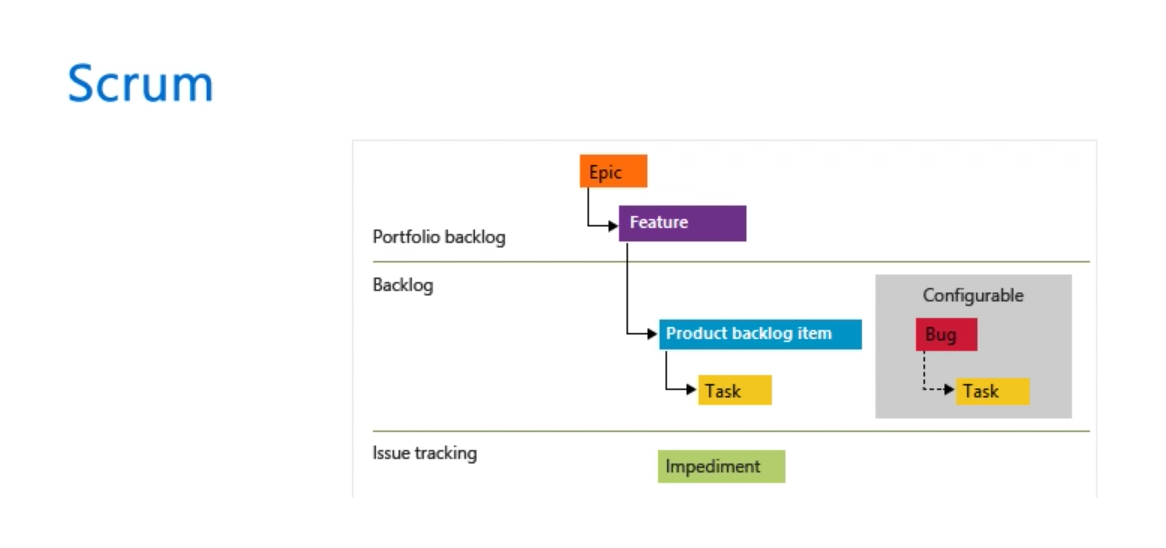 Scrum
Epic
Feature
Portfolio backlog
Backlog
Configurable
Product backlog item
Bug
Task
Task
Issue tracking
Impediment